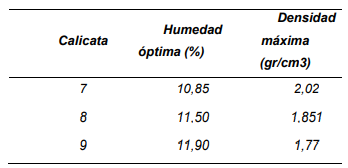 Calicata Humedad óptima (%) Densidad máxima (gr/cm3)
7 10,85 2,02
8 11,50 1,851
9 11,90 1,77